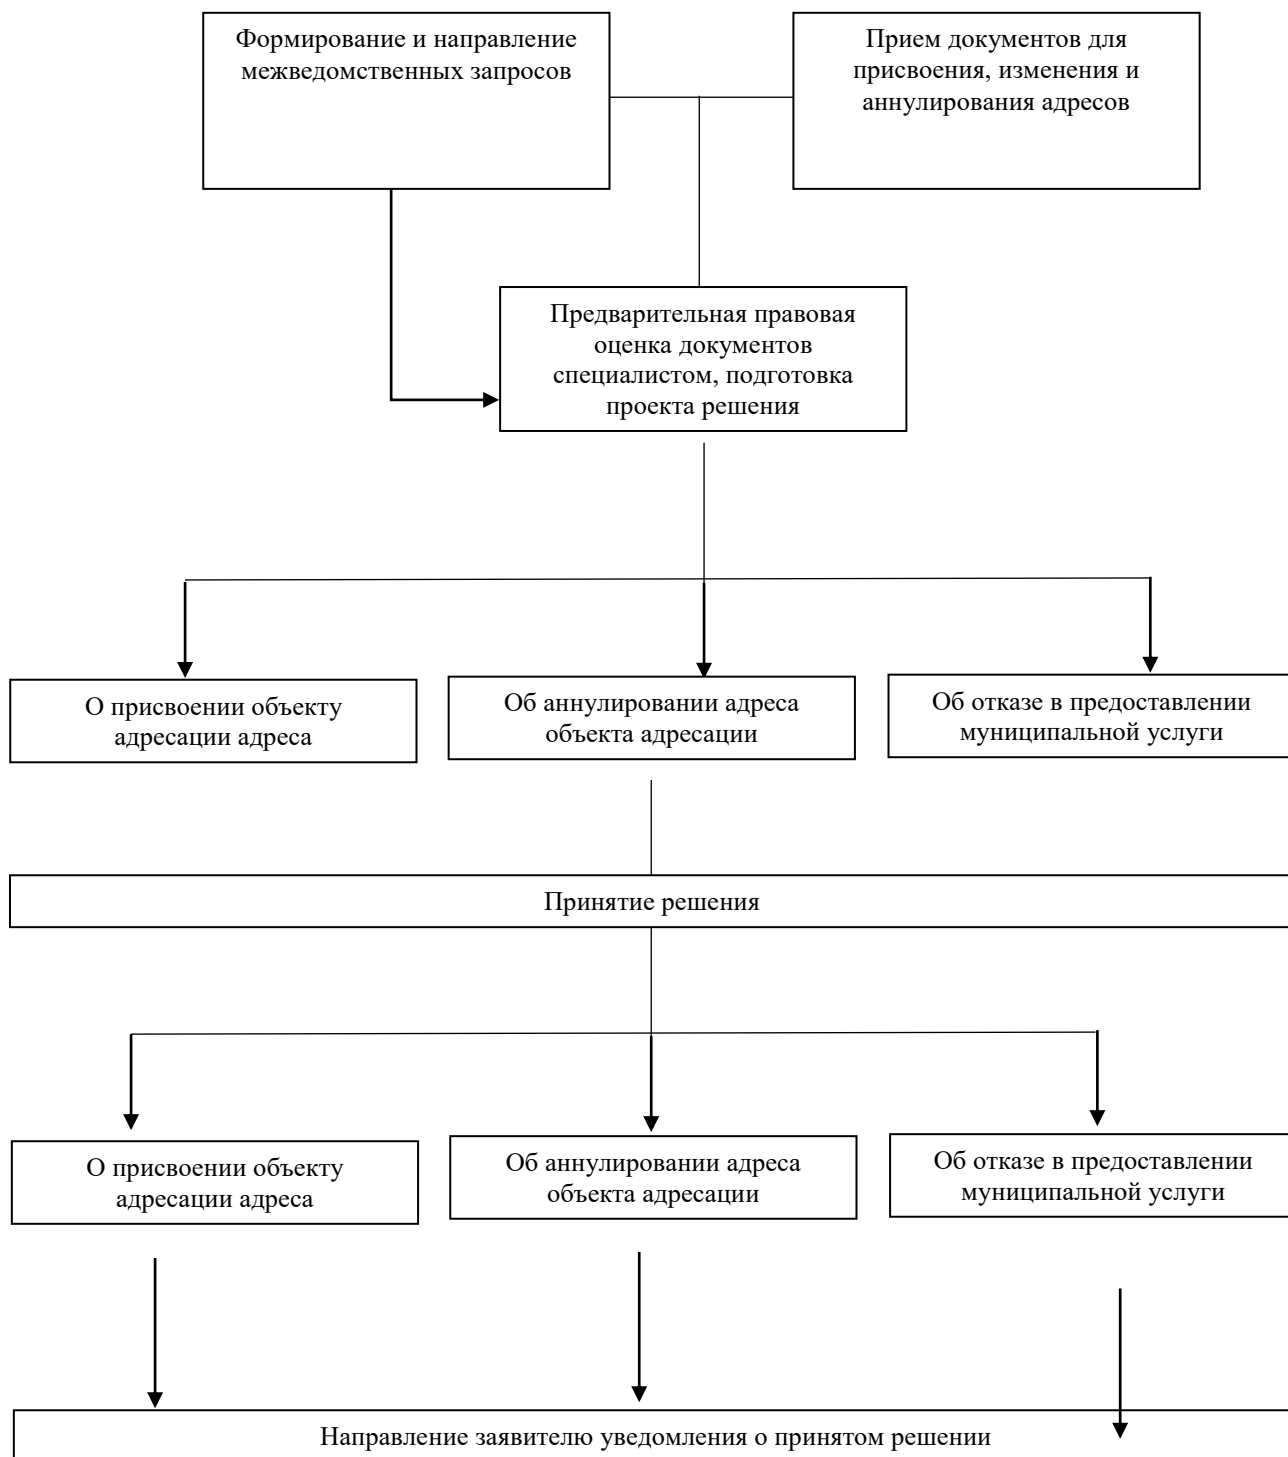 Формирование и направление
межведомственных запросов
Прием документов для
присвоения, изменения и
аннулирования адресов
Предварительная правовая
оценка документов
специалистом, подготовка
проекта решения
О присвоении объекту
адресации адреса
Об аннулировании адреса
объекта адресации
Об отказе в предоставлении
муниципальной услуги
Принятие решения
О присвоении объекту
адресации адреса
Об аннулировании адреса
объекта адресации
Об отказе в предоставлении
муниципальной услуги
Направление заявителю уведомления о принятом решении